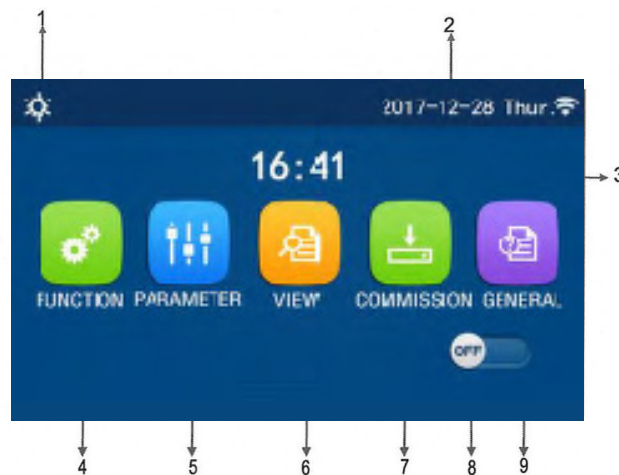 1
2
2017-12-28 Thur.
3
16:41
FUNCTION PARAMETER VIEW COMMISSION GENERAL
OFF
4 5 6 7 8 9